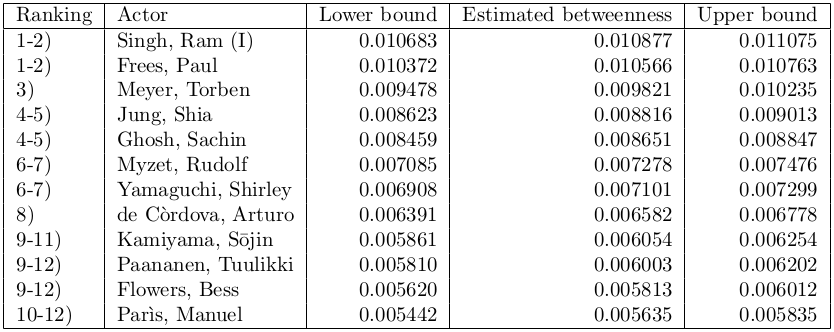 Ranking Actor Lower bound Estimated betweenness Upper bound
1-2) Singh, Ram (I) 0.010683 0.010877 0.011075
1-2) Frees, Paul 0.010372 0.010566 0.010763
3) Meyer, Torben 0.009478 0.009821 0.010235
4-5) Jung, Shia 0.008623 0.008816 0.009013
4-5) Ghosh, Sachin 0.008459 0.008651 0.008847
6-7) Myzet, Rudolf 0.007085 0.007278 0.007476
6-7) Yamaguchi, Shirley 0.006908 0.007101 0.007299
8) de Còrdova, Arturo 0.006391 0.006582 0.006778
9-11) Kamiyama, Sōjin 0.005861 0.006054 0.006254
9-12) Paananen, Tuulikki 0.005810 0.006003 0.006202
9-12) Flowers, Bess 0.005620 0.005813 0.006012
10-12) Parìs, Manuel 0.005442 0.005635 0.005835